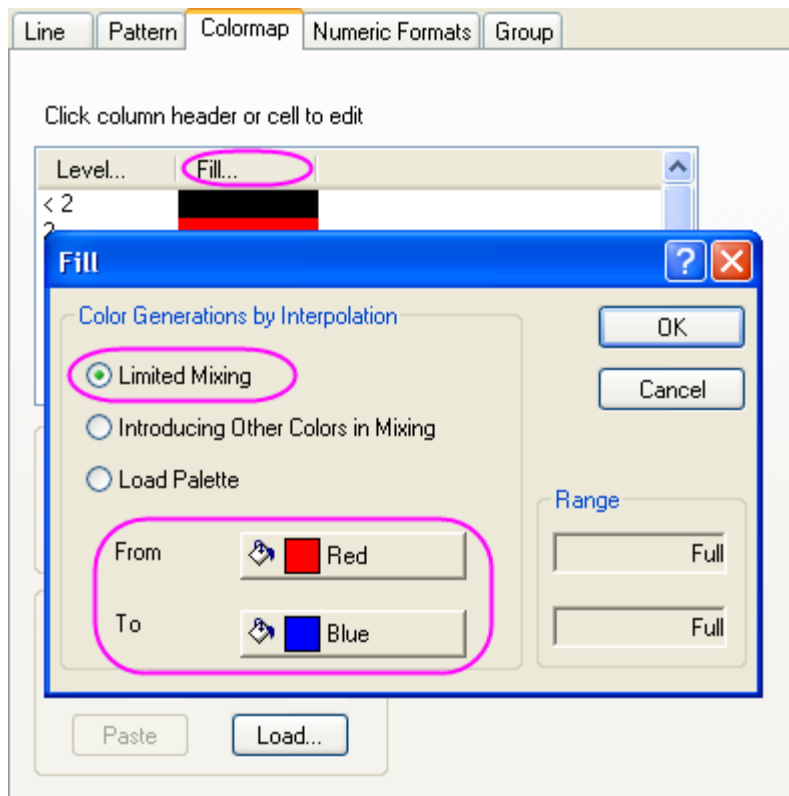 Line Pattern Colormap Numeric Formats Group
Click column header or cell to edit
Level... Fill...
< 2
2
Fill
Color Generations by Interpolation
OK
Limited Mixing
Cancel
Introducing Other Colors in Mixing
Load Palette
Range
From Red
Full
To Blue
Full
Paste Load...